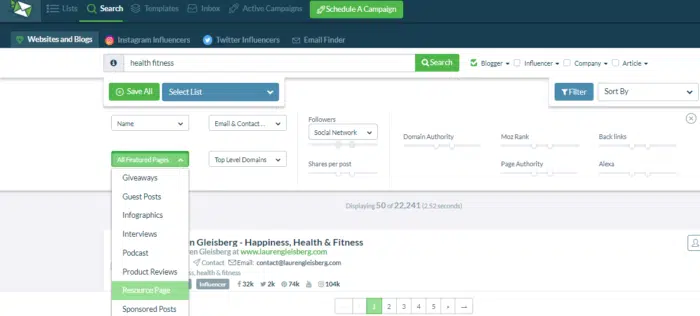 Lists Search Templates Inbox Active Campaigns Schedule A Campaign
Websites and Blogs Instagram Influencers Twitter Influencers Email Finder
health fitness Search Blogger Influencer Company Article
Save All Select List Filter Sort By
Name Email & Contact... Followers
Social Network Domain Authority Moz Rank Back links
All Featured Pages Top Level Domains Shares per post Page Authority Alexa
Giveaways
Guest Posts
Infographics
Interviews
Podcast
Product Reviews
Resource Page
Sponsored Posts
Displaying 50 of 22,241 (2.52 seconds)
Gleisberg - Happiness, Health & Fitness
Gleisberg at www.laurengleisberg.com
Contact Email: contact@laurengleisberg.com
health & fitness
Influencer 32k 2k 74k 104k
1 2 3 4 5